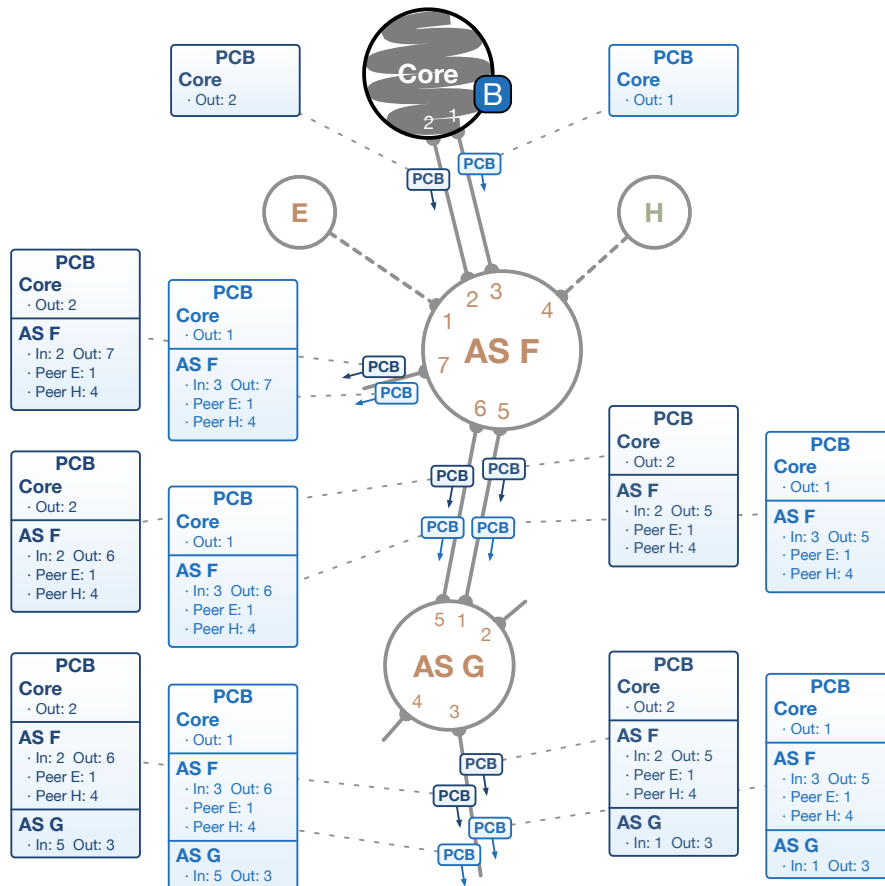 PCB
Core
· Out: 2
Core
B
2
1
PCB
Core
· Out: 1
PCB
PCB
E
H
PCB
Core
· Out: 2
AS F
· In: 2 Out: 7
· Peer E: 1
· Peer H: 4
PCB
Core
· Out: 1
AS F
· In: 3 Out: 7
· Peer E: 1
· Peer H: 4
2
3
4
1
AS F
7
6
5
PCB
PCB
PCB
Core
· Out: 2
AS F
· In: 2 Out: 6
· Peer E: 1
· Peer H: 4
PCB
Core
· Out: 1
AS F
· In: 3 Out: 6
· Peer E: 1
· Peer H: 4
PCB
PCB
PCB
PCB
PCB
Core
· Out: 2
AS F
· In: 2 Out: 5
· Peer E: 1
· Peer H: 4
PCB
Core
· Out: 1
AS F
· In: 3 Out: 5
· Peer E: 1
· Peer H: 4
5
1
2
AS G
4
3
PCB
Core
· Out: 2
AS F
· In: 2 Out: 6
· Peer E: 1
· Peer H: 4
AS G
· In: 5 Out: 3
PCB
Core
· Out: 1
AS F
· In: 3 Out: 6
· Peer E: 1
· Peer H: 4
AS G
· In: 5 Out: 3
PCB
PCB
PCB
PCB
PCB
Core
· Out: 2
AS F
· In: 2 Out: 5
· Peer E: 1
· Peer H: 4
AS G
· In: 1 Out: 3
PCB
Core
· Out: 1
AS F
· In: 3 Out: 5
· Peer E: 1
· Peer H: 4
AS G
· In: 1 Out: 3